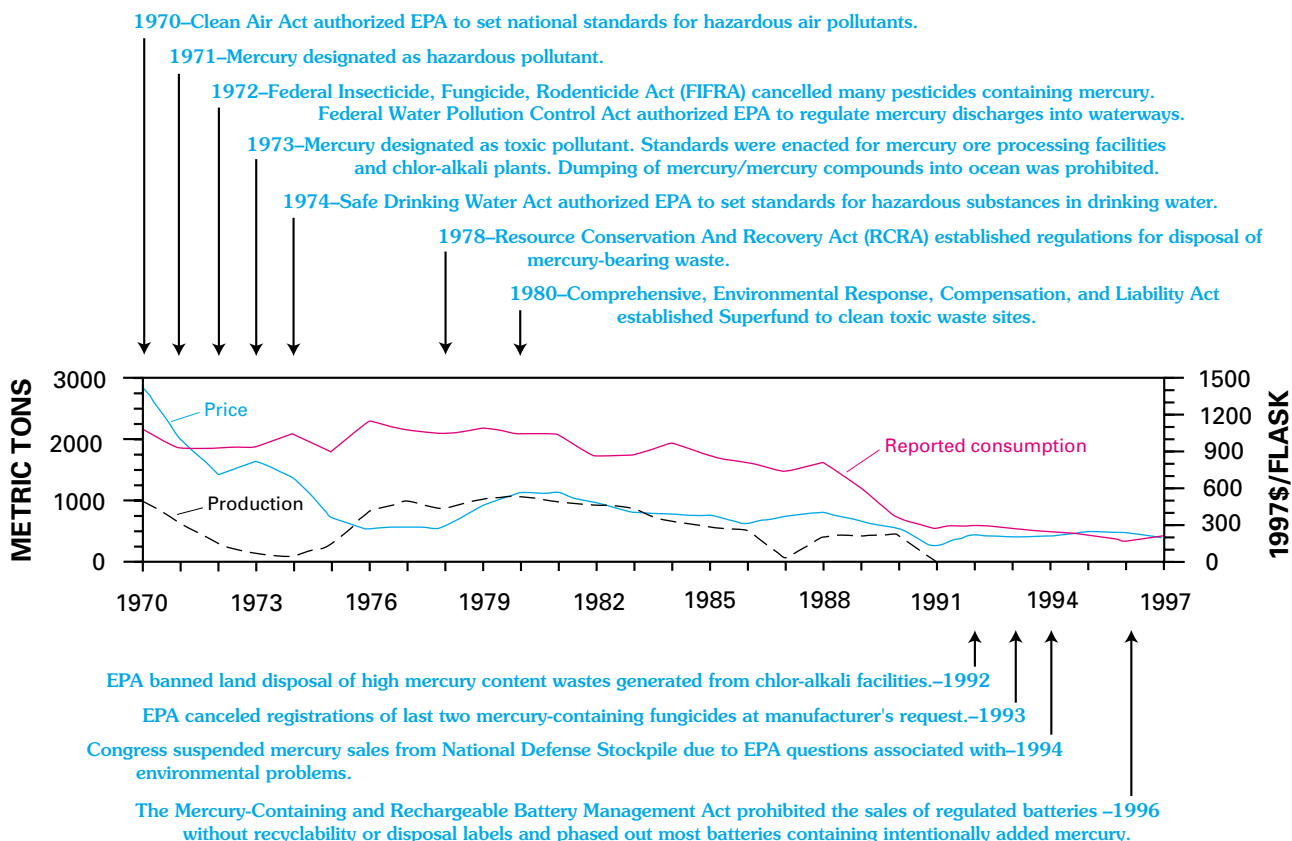 1970–Clean Air Act authorized EPA to set national standards for hazardous air pollutants.
1971–Mercury designated as hazardous pollutant.
1972–Federal Insecticide, Fungicide, Rodenticide Act (FIFRA) cancelled many pesticides containing mercury.
Federal Water Pollution Control Act authorized EPA to regulate mercury discharges into waterways.
1973–Mercury designated as toxic pollutant. Standards were enacted for mercury ore processing facilities
and chlor-alkali plants. Dumping of mercury/mercury compounds into ocean was prohibited.
1974–Safe Drinking Water Act authorized EPA to set standards for hazardous substances in drinking water.
1978–Resource Conservation And Recovery Act (RCRA) established regulations for disposal of
mercury-bearing waste.
1980–Comprehensive, Environmental Response, Compensation, and Liability Act
established Superfund to clean toxic waste sites.
METRIC TONS
3000
2000
1000
0
Price
Production
Reported consumption
1500
1200
900
600
300
0
1997$/FLASK
1970 1973 1976 1979 1982 1985 1988 1991 1994 1997
EPA banned land disposal of high mercury content wastes generated from chlor-alkali facilities.–1992
EPA canceled registrations of last two mercury-containing fungicides at manufacturer's request.–1993
Congress suspended mercury sales from National Defense Stockpile due to EPA questions associated with–1994
environmental problems.
The Mercury-Containing and Rechargeable Battery Management Act prohibited the sales of regulated batteries –1996
without recyclability or disposal labels and phased out most batteries containing intentionally added mercury.